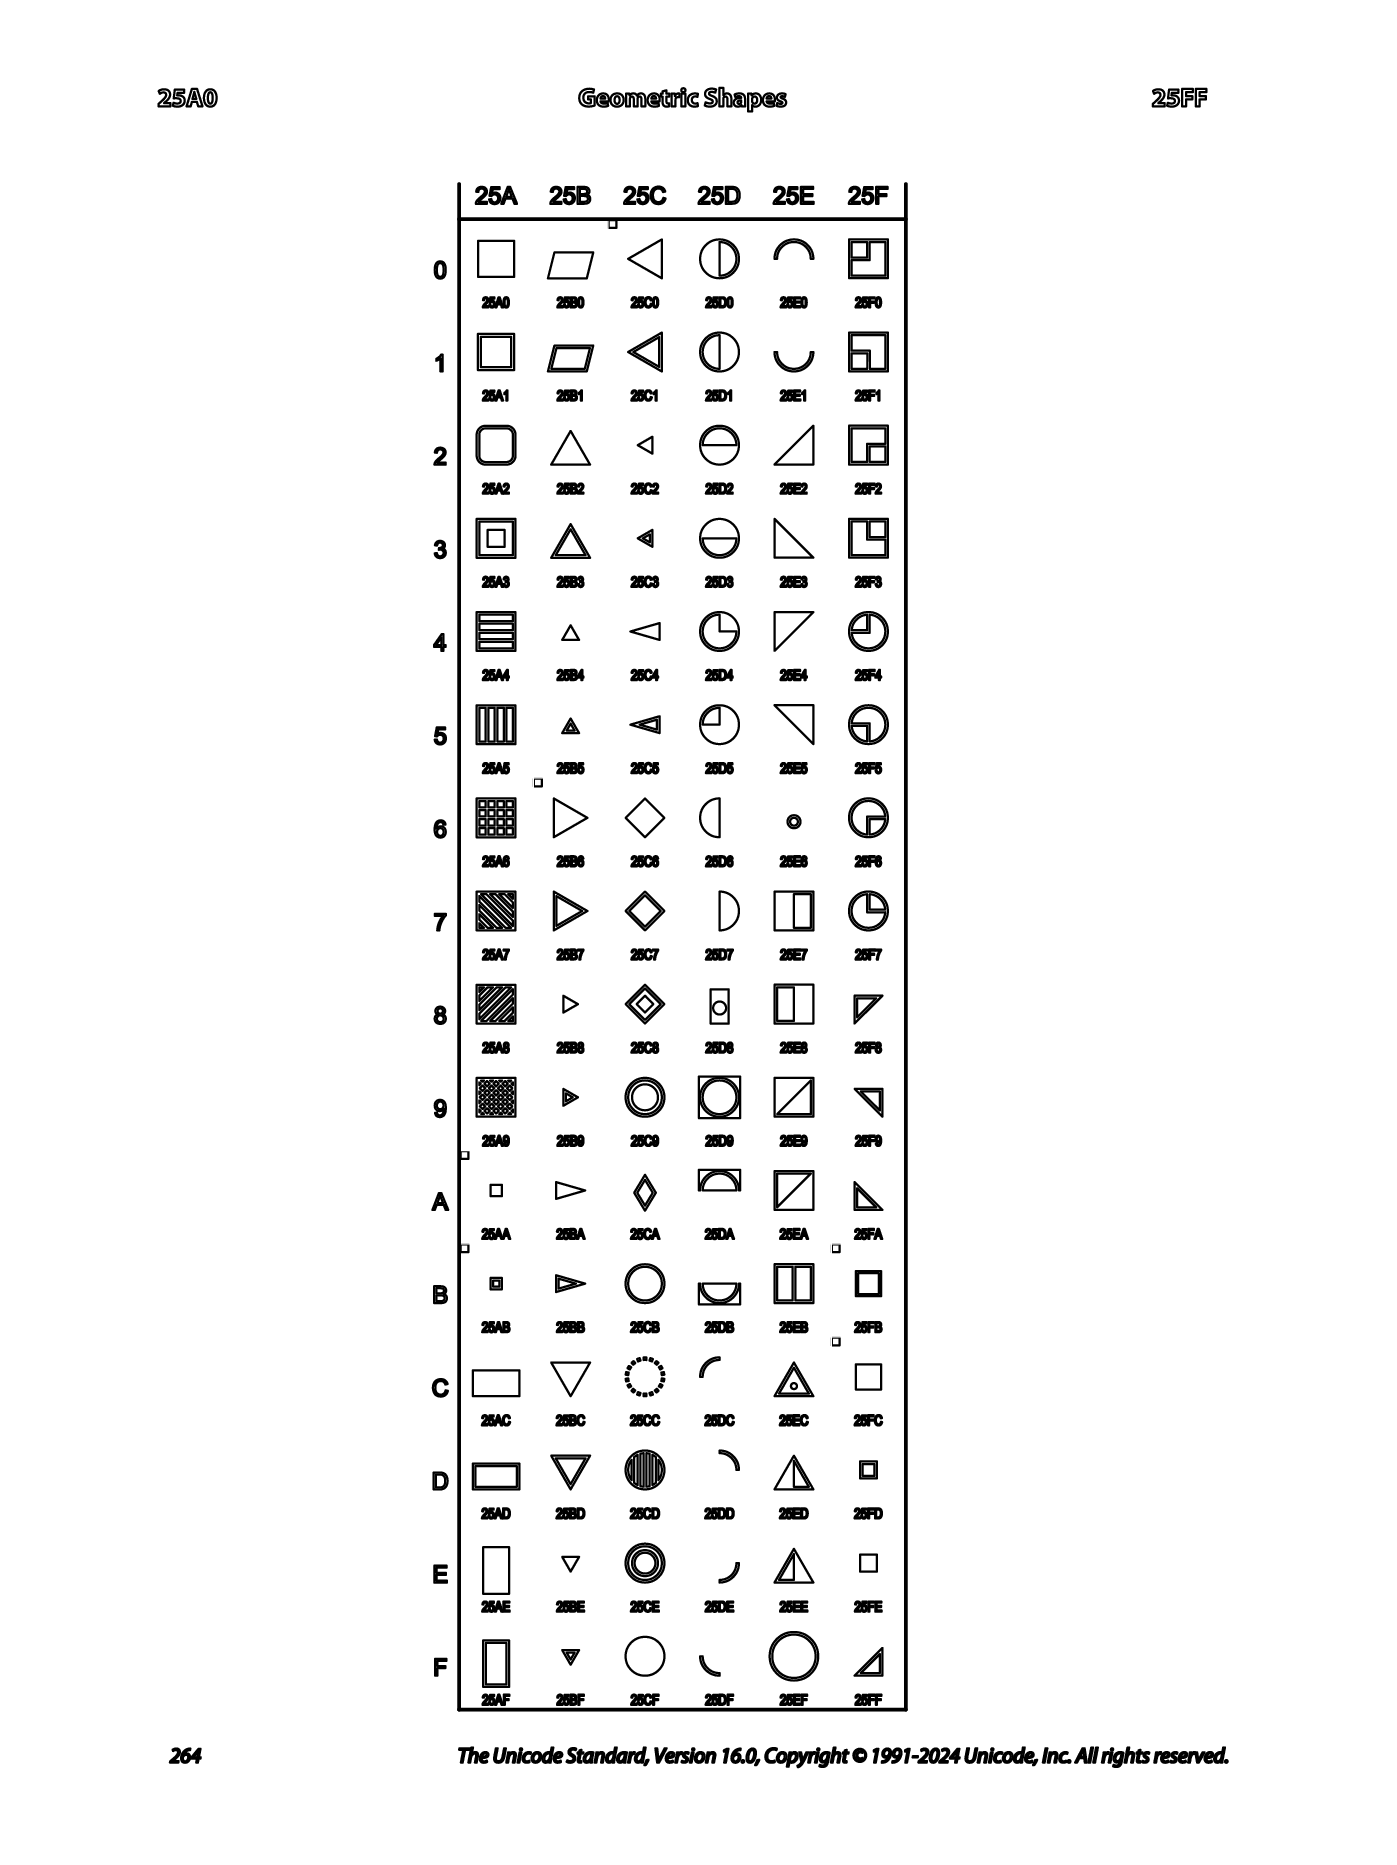 25A0 Geometric Shapes 25FF
25A 25B 25C 25D 25E 25F
0
25A0 25B0 25C0 25D0 25E0 25F0
1
25A1 25B1 25C1 25D1 25E1 25F1
2
25A2 25B2 25C2 25D2 25E2 25F2
3
25A3 25B3 25C3 25D3 25E3 25F3
4
25A4 25B4 25C4 25D4 25E4 25F4
5
25A5 25B5 25C5 25D5 25E5 25F5
6
25A6 25B6 25C6 25D6 25E6 25F6
7
25A7 25B7 25C7 25D7 25E7 25F7
8
25A8 25B8 25C8 25D8 25E8 25F8
9
25A9 25B9 25C9 25D9 25E9 25F9
A
25AA 25BA 25CA 25DA 25EA 25FA
B
25AB 25BB 25CB 25DB 25EB 25FB
C
25AC 25BC 25CC 25DC 25EC 25FC
D
25AD 25BD 25CD 25DD 25ED 25FD
E
25AE 25BE 25CE 25DE 25EE 25FE
F
25AF 25BF 25CF 25DF 25EF 25FF
264 The Unicode Standard, Version 16.0, Copyright © 1991-2024 Unicode, Inc. All rights reserved.